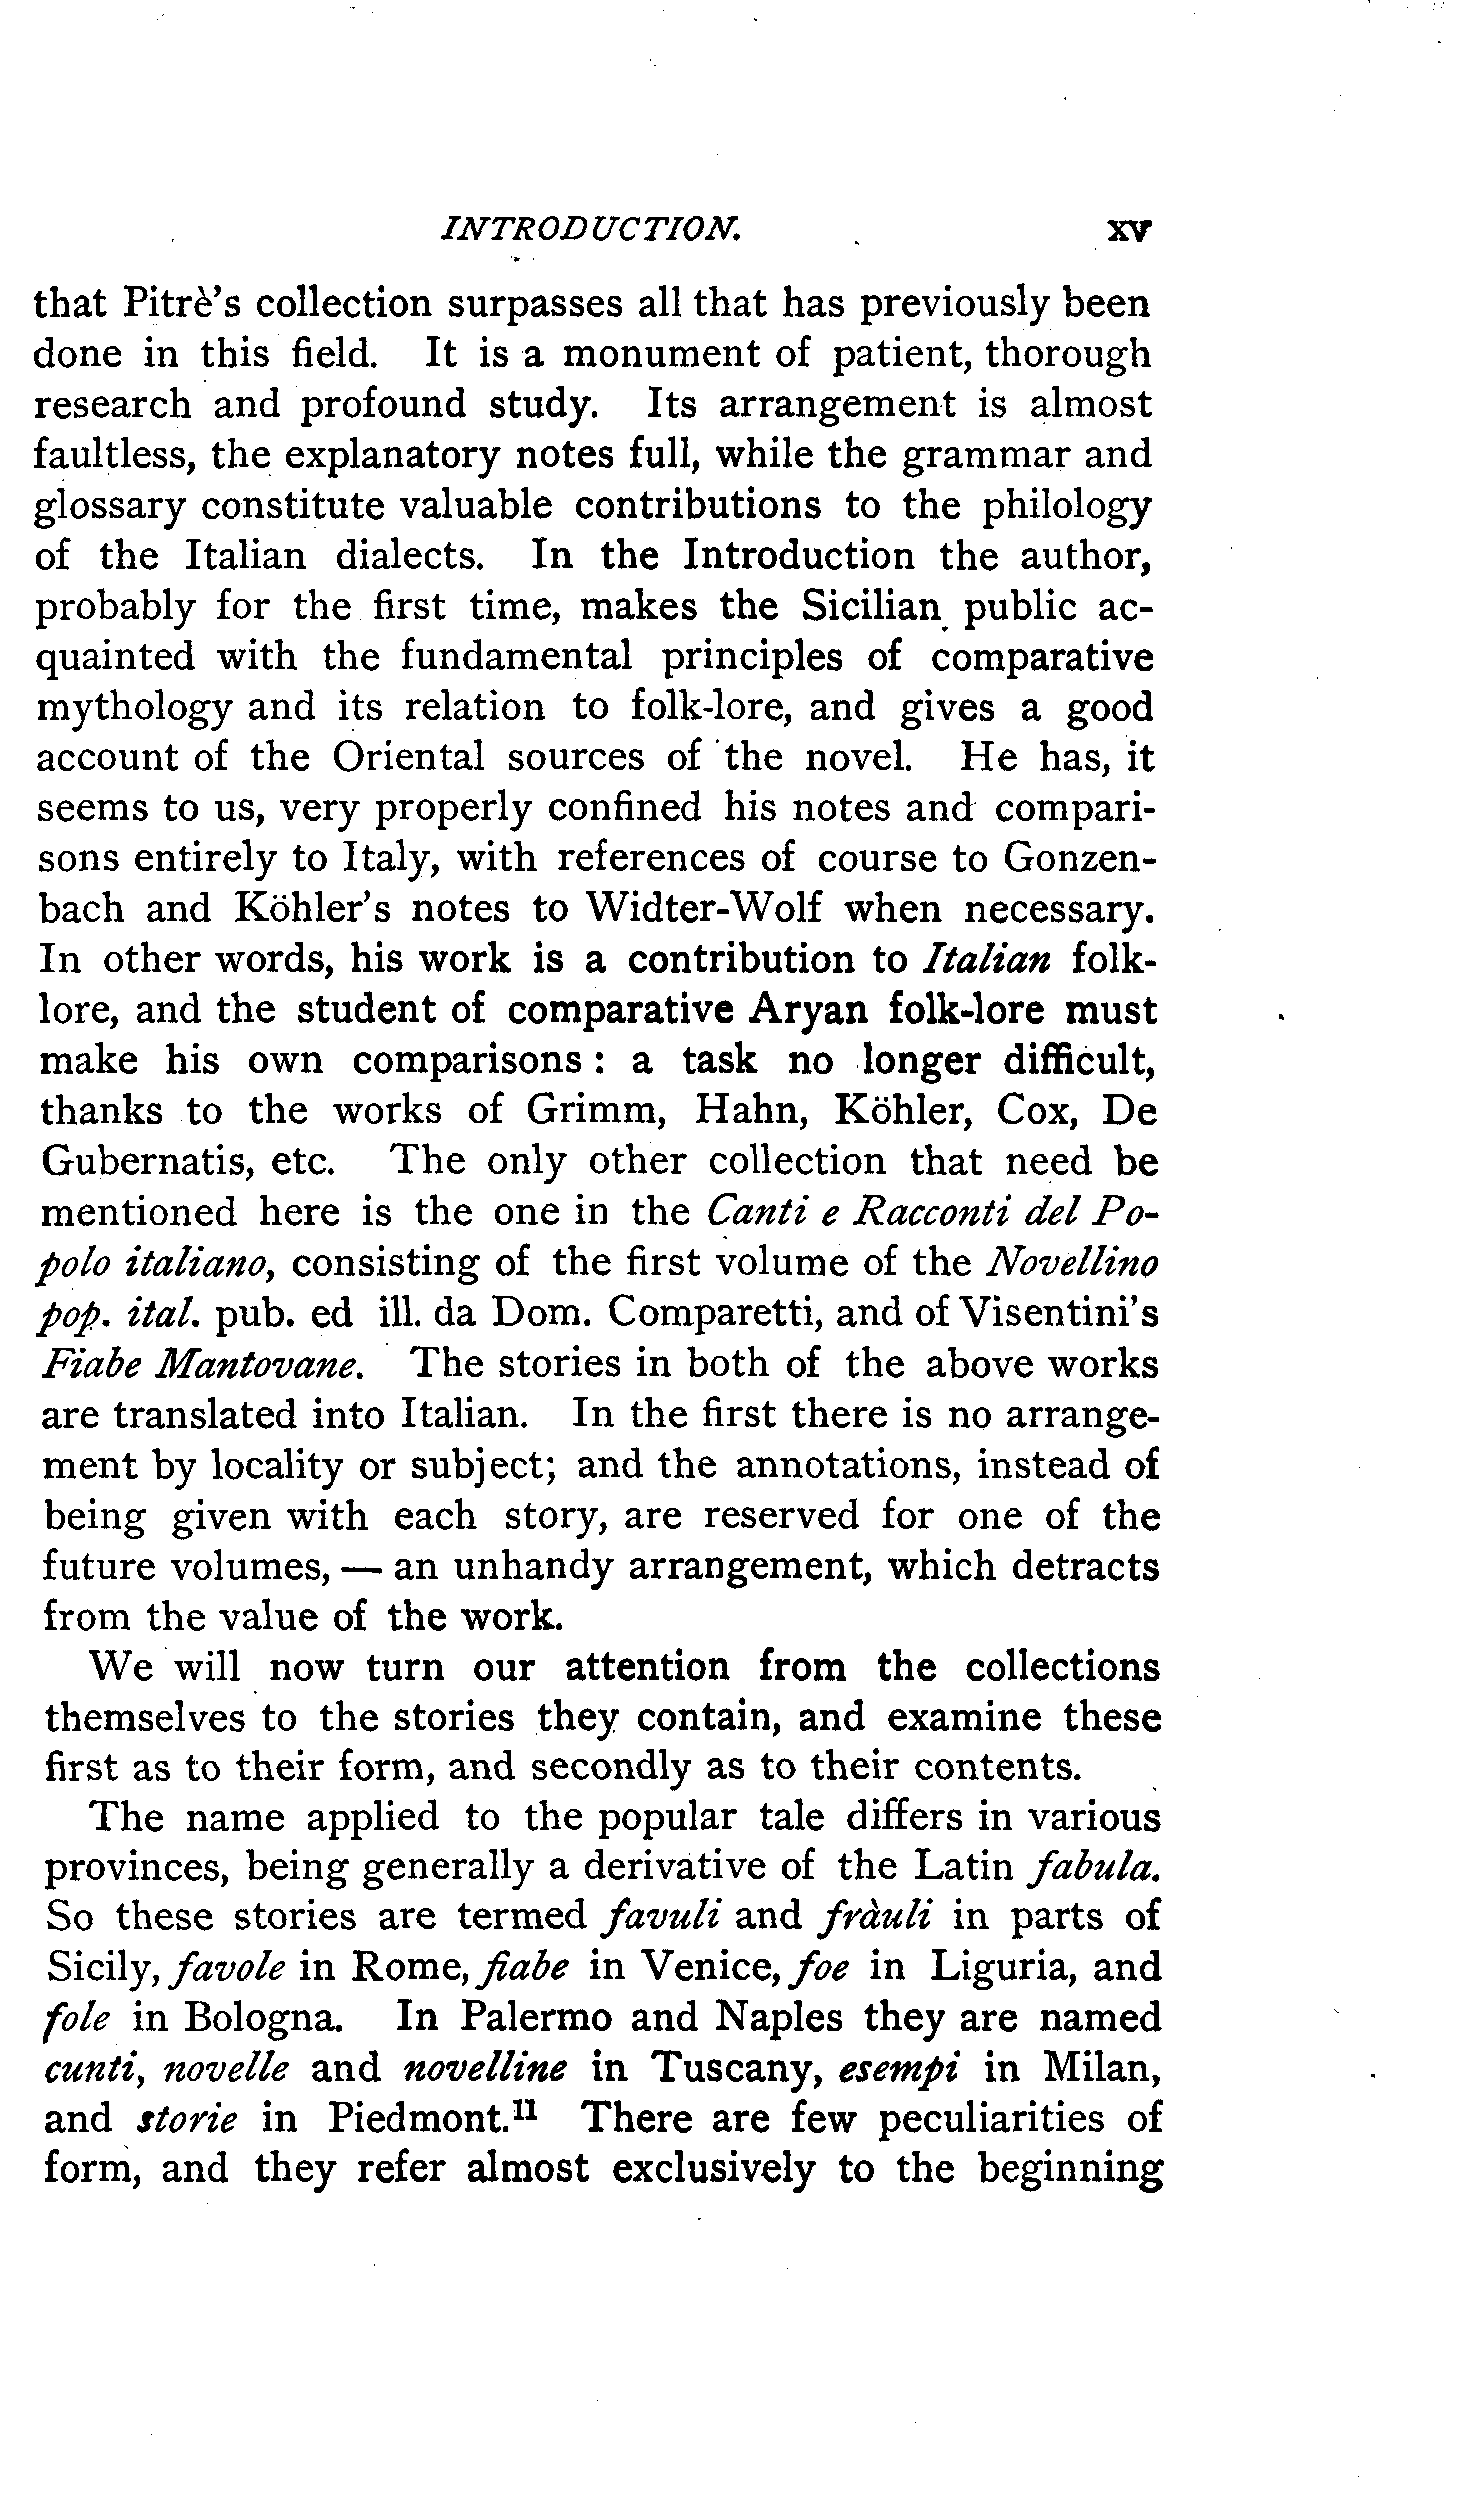 INTRODUCTION. xv
that Pitrè's collection surpasses all that has previously been
done in this field. It is a monument of patient, thorough
research and profound study. Its arrangement is almost
faultless, the explanatory notes full, while the grammar and
glossary constitute valuable contributions to the philology
of the Italian dialects. In the Introduction the author,
probably for the first time, makes the Sicilian public ac-
quainted with the fundamental principles of comparative
mythology and its relation to folk-lore, and gives a good
account of the Oriental sources of the novel. He has, it
seems to us, very properly confined his notes and compari-
sons entirely to Italy, with references of course to Gonzen-
bach and Köhler's notes to Widter-Wolf when necessary.
In other words, his work is a contribution to Italian folk-
lore, and the student of comparative Aryan folk-lore must
make his own comparisons : a task no longer difficult,
thanks to the works of Grimm, Hahn, Köhler, Cox, De
Gubernatis, etc. The only other collection that need be
mentioned here is the one in the Canti e Racconti del Po-
polo italiano, consisting of the first volume of the Novellino
pop. ital. pub. ed ill. da Dom. Comparetti, and of Visentini's
Fiabe Mantovane. The stories in both of the above works
are translated into Italian. In the first there is no arrange-
ment by locality or subject; and the annotations, instead of
being given with each story, are reserved for one of the
future volumes, — an unhandy arrangement, which detracts
from the value of the work.
We will now turn our attention from the collections
themselves to the stories they contain, and examine these
first as to their form, and secondly as to their contents.
The name applied to the popular tale differs in various
provinces, being generally a derivative of the Latin fabula.
So these stories are termed favuli and fràuli in parts of
Sicily, favole in Rome, fiabe in Venice, foe in Liguria, and
fole in Bologna. In Palermo and Naples they are named
cunti, novelle and novelline in Tuscany, esempi in Milan,
and storie in Piedmont.¹¹ There are few peculiarities of
form, and they refer almost exclusively to the beginning